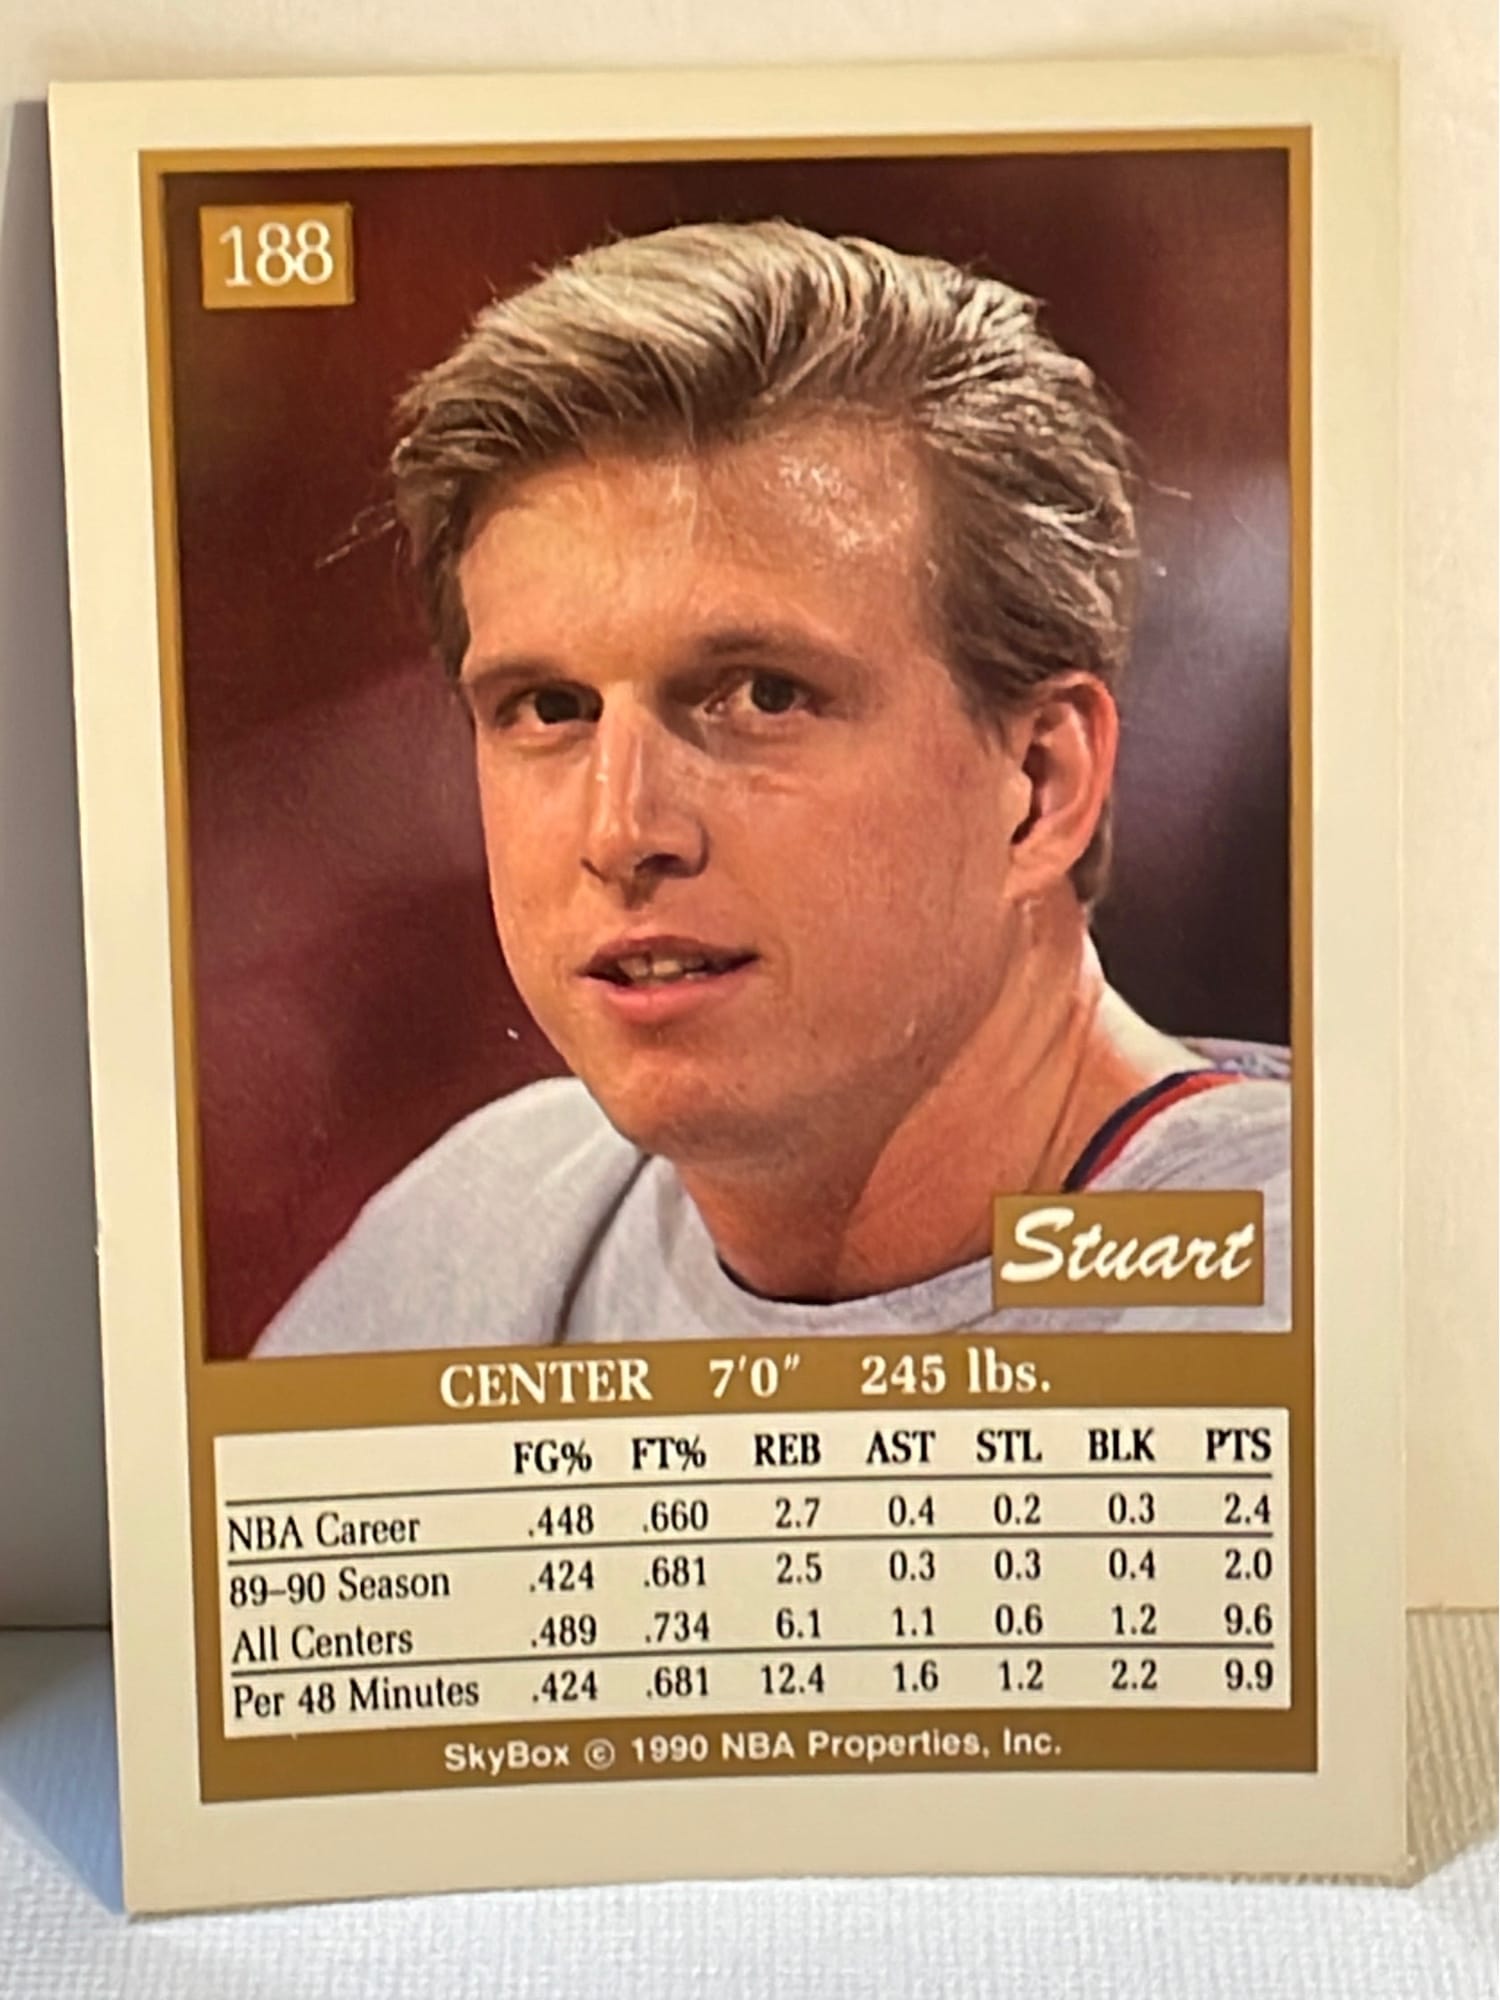 188
Stuart
CENTER 7'0" 245 lbs.
FG% FT% REB AST STL BLK PTS
NBA Career .448 .660 2.7 0.4 0.2 0.3 2.4
89–90 Season .424 .681 2.5 0.3 0.3 0.4 2.0
All Centers .489 .734 6.1 1.1 0.6 1.2 9.6
Per 48 Minutes .424 .681 12.4 1.6 1.2 2.2 9.9
SkyBox © 1990 NBA Properties, Inc.